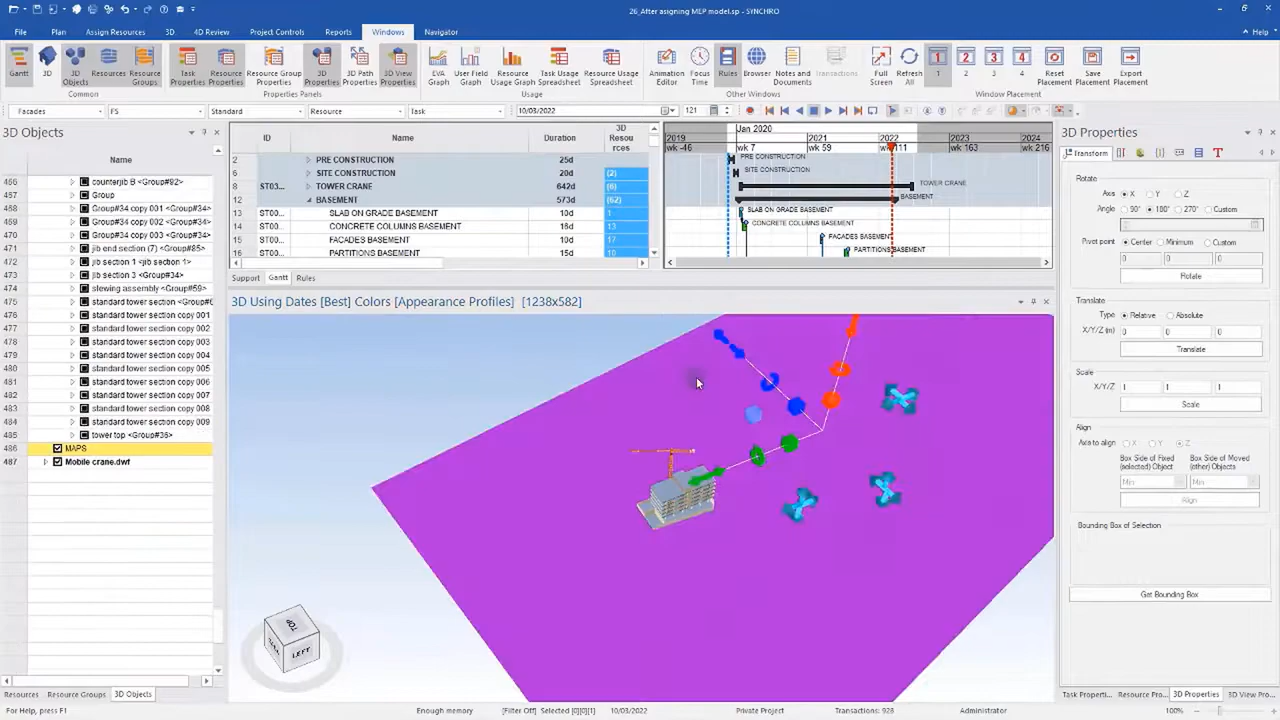 26_After asigning MEP model.sp - SYNCHRO
File Plan Assign Resources 3D 4D Review Project Controls Reports Windows Navigator Help
Gantt 3D 3D Objects Resources Resource Groups Task Properties Resource Properties Resource Group Properties 3D Properties 3D Path Properties 3D View Properties EVA Graph User Field Graph Resource Usage Graph Task Usage Spreadsheet Resource Usage Spreadsheet Animation Editor Focus Time Rules Browser Notes and Documents Transactions Full Screen Refresh All 1 2 3 4 Reset Placement Save Placement Export Placement
Common Properties Panels Usage Other Windows Window Placement
Facades FS Standard Resource Task 10/03/2022 121
3D Objects
Name
466 counterjib B <Group#92>
467 Group
468 Group#34 copy 001 <Group#34>
469 Group#34 copy 002 <Group#34>
470 Group#34 copy 003 <Group#34>
471 jib end section (7) <Group#85>
472 jib section 1 <jib section 1>
473 jib section 3 <Group#34>
474 slewing assembly <Group#59>
475 standard tower section <Group#
476 standard tower section copy 001
477 standard tower section copy 002
478 standard tower section copy 003
479 standard tower section copy 004
480 standard tower section copy 005
481 standard tower section copy 006
482 standard tower section copy 007
483 standard tower section copy 008
484 standard tower section copy 009
485 tower top <Group#36>
486 MAPS
487 Mobile crane.dwf
Resources Resource Groups 3D Objects
ID Name Duration 3D Resou rces
2 PRE CONSTRUCTION 25d
6 SITE CONSTRUCTION 20d (2)
8 ST03... TOWER CRANE 642d (6)
12 BASEMENT 573d (62)
13 ST00... SLAB ON GRADE BASEMENT 10d 1
14 ST00... CONCRETE COLUMNS BASEMENT 18d 13
15 ST00... FACADES BASEMENT 10d 17
16 ST00... PARTITIONS BASEMENT 15d 10
Jan 2020
2019 2021 2022 2023 2024
wk -46 wk 7 wk 59 wk 111 wk 163 wk 216
PRE CONSTRUCTION
SITE CONSTRUCTION
TOWER CRANE
BASEMENT
SLAB ON GRADE BASEMENT
CONCRETE COLUMNS BASEMENT
FACADES BASEMENT
PARTITIONS BASEMENT
Support Gantt Rules
3D Using Dates [Best] Colors [Appearance Profiles] [1238x582]
TOP
LEFT
3D Properties
Transform
Rotate
Axis X Y Z
Angle 90° 180° 270° Custom
Pivot point Center Minimum Custom
0 0 0
Rotate
Translate
Type Relative Absolute
X/Y/Z (m) 0 0 0
Translate
Scale
X/Y/Z 1 1 1
Scale
Align
Axis to align X Y Z
Box Side of Fixed (selected) Object Box Side of Moved (other) Objects
Min Min
Align
Bounding Box of Selection
Get Bounding Box
Task Properti... Resource Pro... 3D Properties 3D View Pro...
For Help, press F1 Enough memory [Filter Off] Selected [0][0][1] 10/03/2022 Private Project Transactions: 928 Administrator 100%